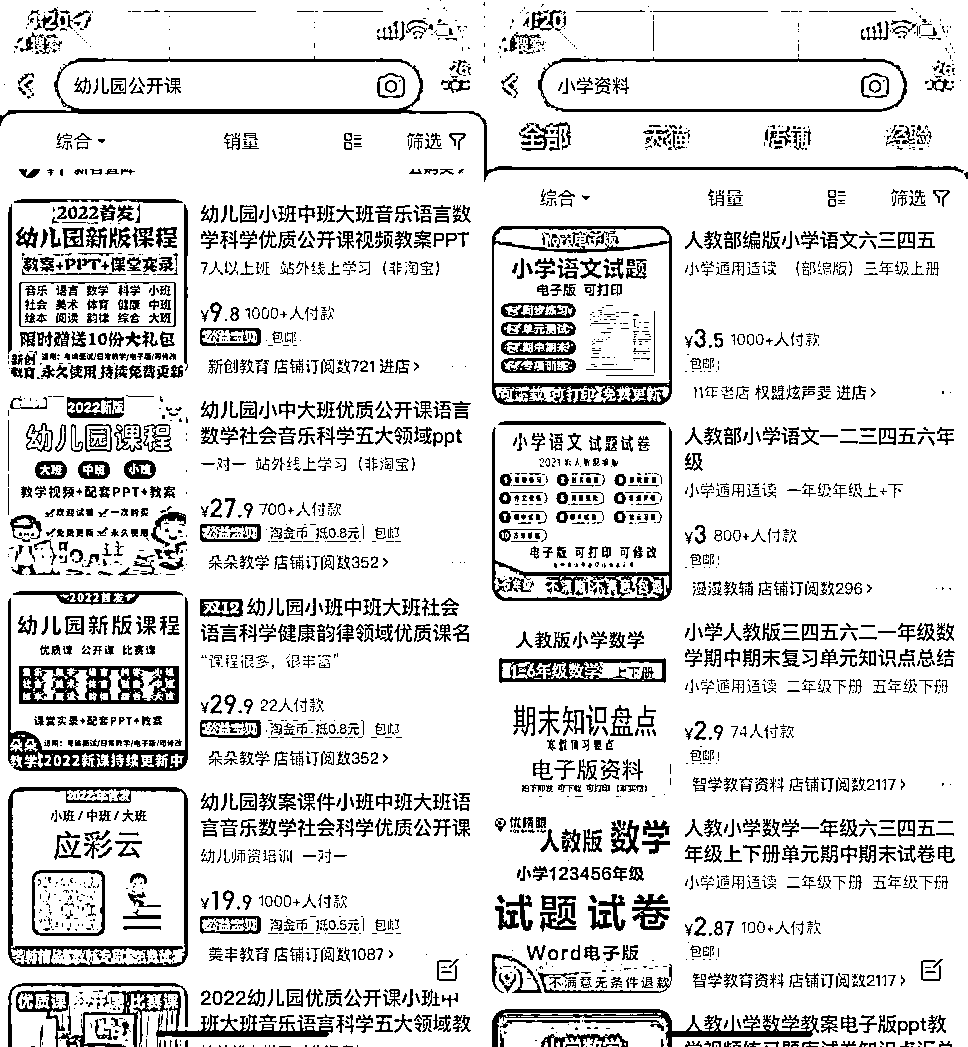 幼儿园公开课
综合
销量
筛选
2022首发
幼儿园新版课程
教案+PPT+课堂实录
音乐 语言 数学 科学 小班
社会 美术 体育 健康 中班
绘本 阅读 韵律 综合 大班
限时赠送10份大礼包
新创
教育
永久使用 持续免费更新
幼儿园小班中班大班音乐语言数
学科学优质公开课视频教案PPT
7人以上班 站外线上学习（非淘宝）
¥9.8 1000+人付款
包邮
新创教育 店铺订阅数721 进店>
2022新版
幼儿园课程
大班 中班 小班
教学视频+配套PPT+教案
幼儿园小中大班优质公开课语言
数学社会音乐科学五大领域ppt
一对一 站外线上学习（非淘宝）
¥27.9 700+人付款
淘金币 抵0.8元 包邮
朵朵教学 店铺订阅数352>
2022首发
幼儿园新版课程
优质课 公开课 比赛课
课堂实录+配套PPT+教案
朵朵
教学
2022新课持续更新中
双12 幼儿园小班中班大班社会
语言科学健康韵律领域优质课名
“课程很多，很丰富”
¥29.9 22人付款
淘金币 抵0.8元 包邮
朵朵教学 店铺订阅数352>
小班/中班/大班
应彩云
幼儿园教案课件小班中班大班语
言音乐数学社会科学优质公开课
幼儿师资培训 一对一
¥19.9 1000+人付款
淘金币 抵0.5元 包邮
美丰教育 店铺订阅数1087>
优质课 公开课 比赛课
2022幼儿园优质公开课小班中
班大班音乐语言科学五大领域教
小学资料
全部
天猫
店铺
经验
综合
销量
筛选
小学语文试题
电子版 可打印
同步练习
单元测试
期中期末
专项训练
人教部编版小学语文六三四五
小学通用适读 （部编版）三年级上册
¥3.5 1000+人付款
包邮
11年老店 权盟炫声爱 进店>
小学语文 试题试卷
电子版 可打印 可修改
人教部小学语文一二三四五六年
级
小学通用适读 一年级年级上+下
¥3 800+人付款
包邮
漫漫教辅 店铺订阅数296>
人教版小学数学
1-6年级数学 上下册
期末知识盘点
电子版资料
小学人教版三四五六二一年级数
学期中期末复习单元知识点总结
小学通用适读 二年级下册 五年级下册
¥2.9 74人付款
包邮
智学教育资料 店铺订阅数2117>
人教版 数学
小学123456年级
试题 试卷
Word电子版
不满意无条件退款
人教小学数学一年级六三四五二
年级上下册单元期中期末试卷电
小学通用适读 二年级下册 五年级下册
¥2.87 100+人付款
包邮
智学教育资料 店铺订阅数2117>
人教小学数学教案电子版ppt教